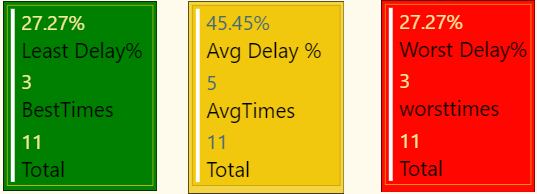 27.27%
Least Delay%
3
BestTimes
11
Total
45.45%
Avg Delay %
5
AvgTimes
11
Total
27.27%
Worst Delay%
3
worsttimes
11
Total